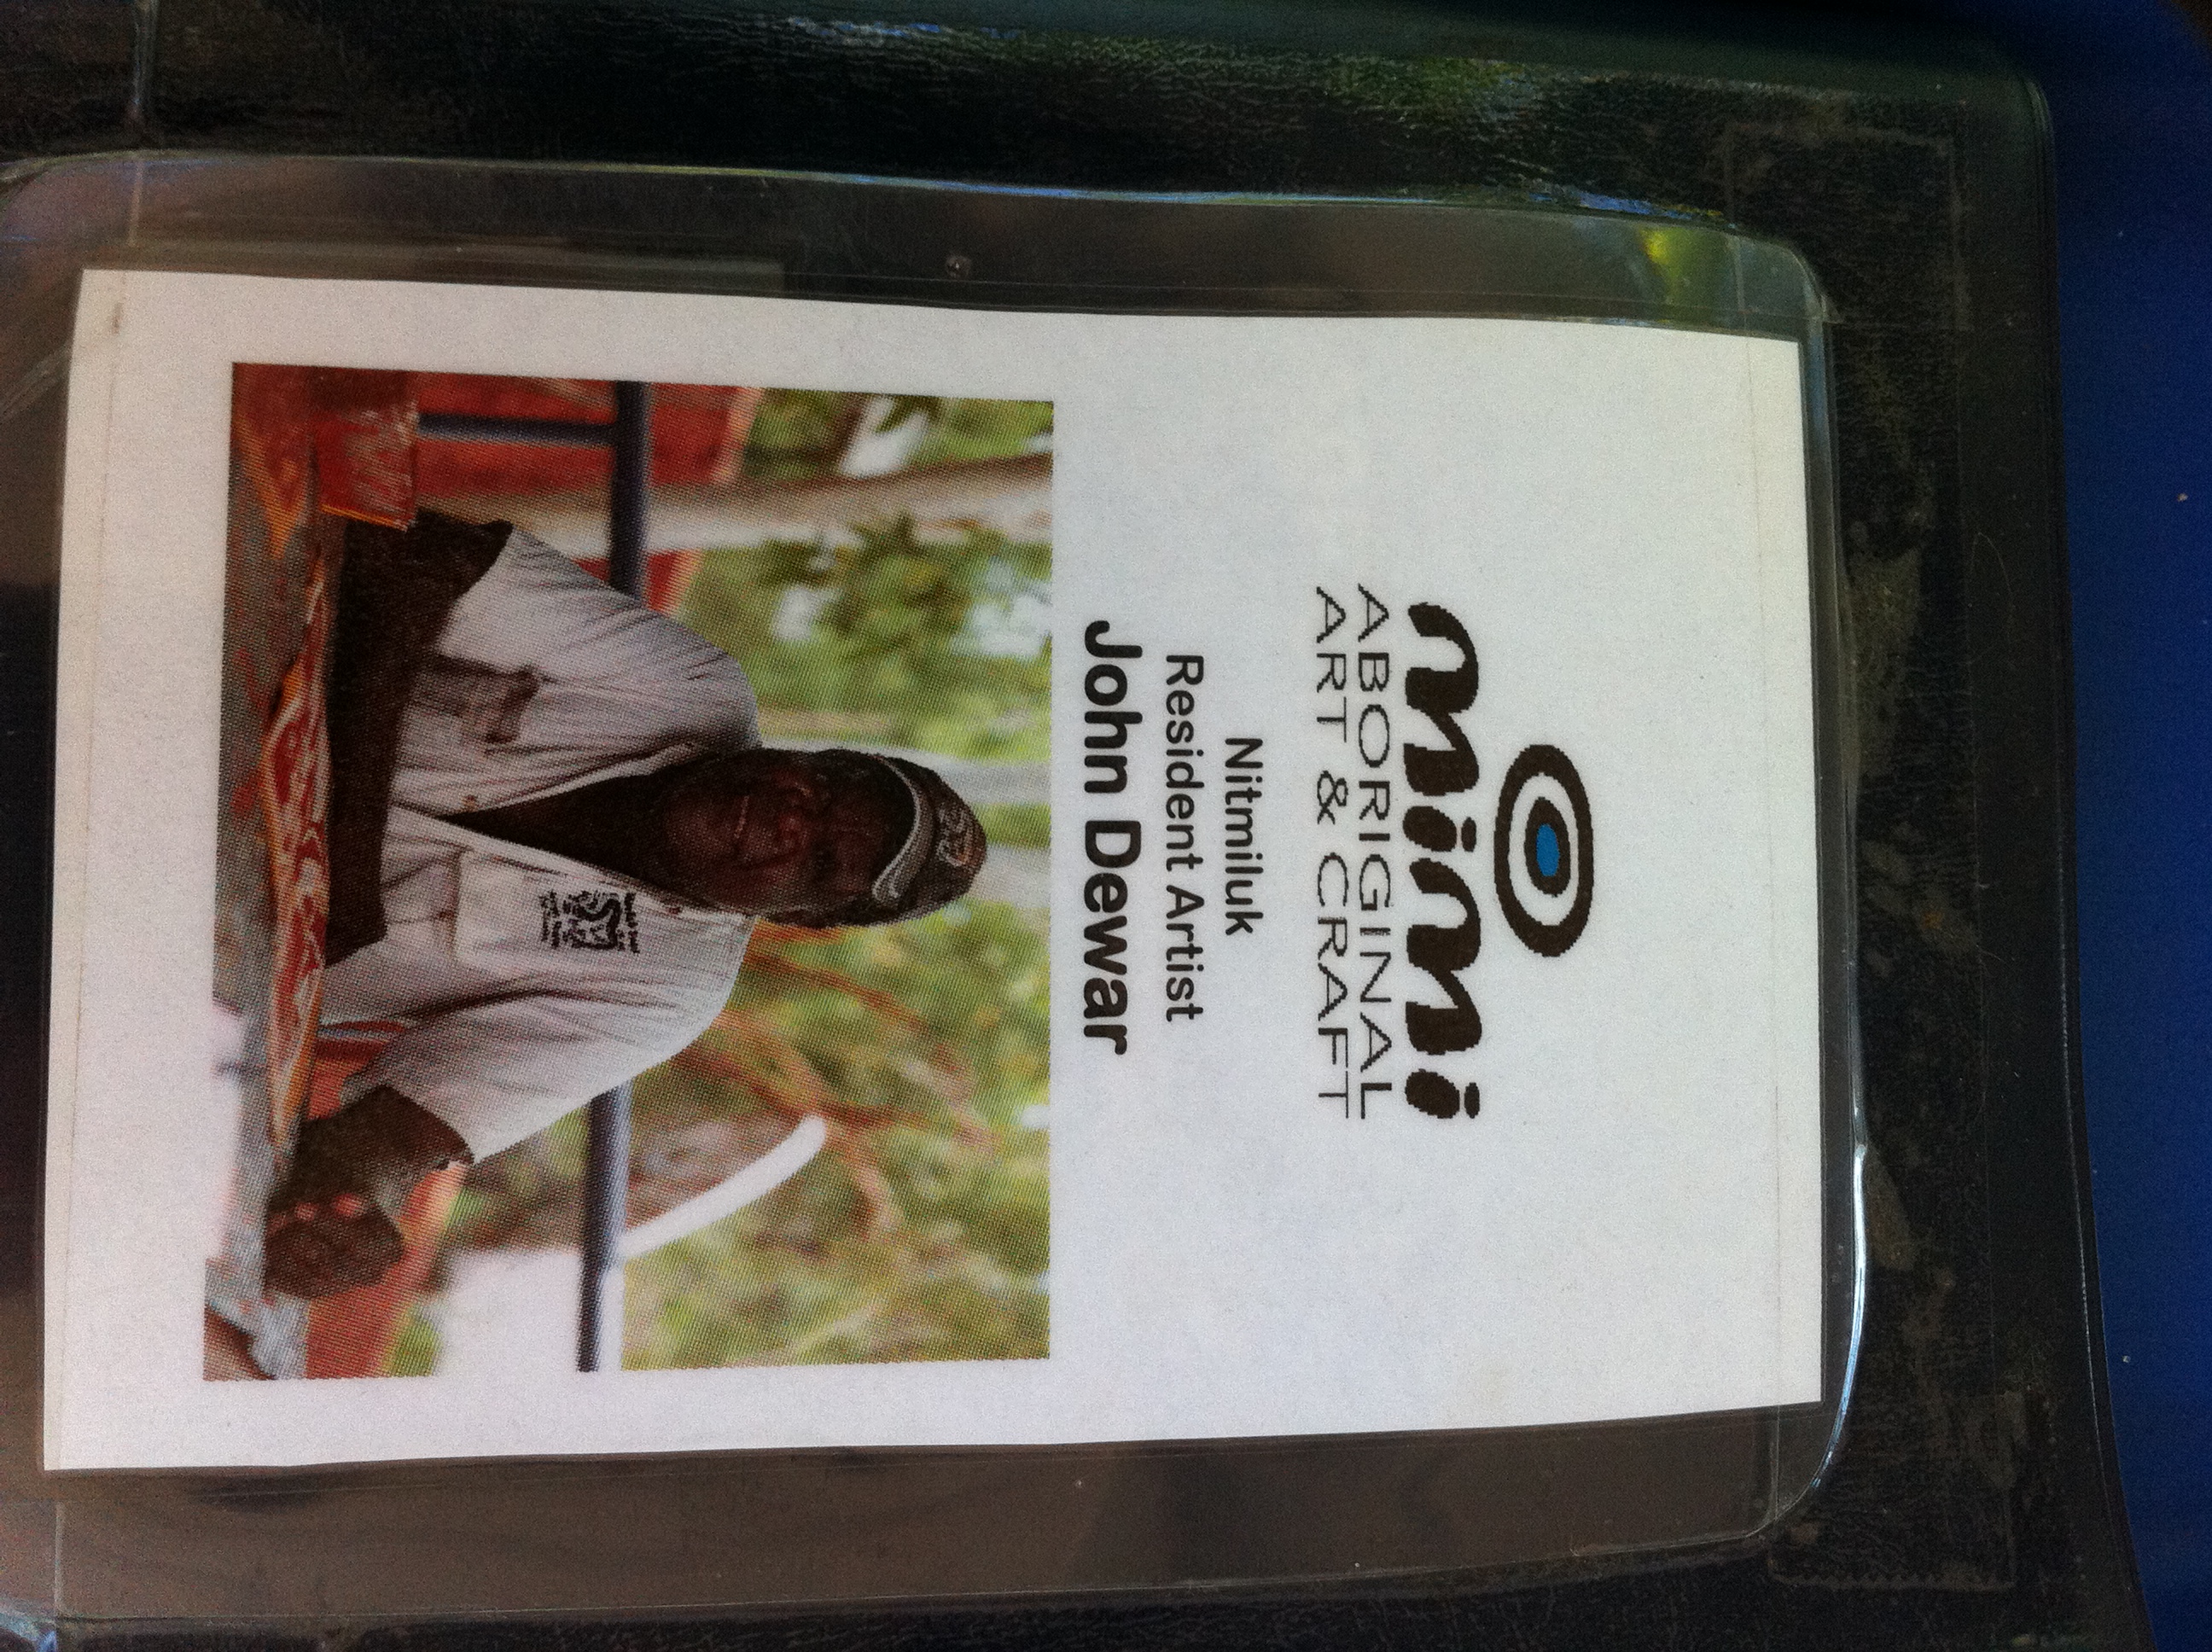 mimi
ABORIGINAL
ART & CRAFT
Nitmiluk
Resident Artist
John Dewar